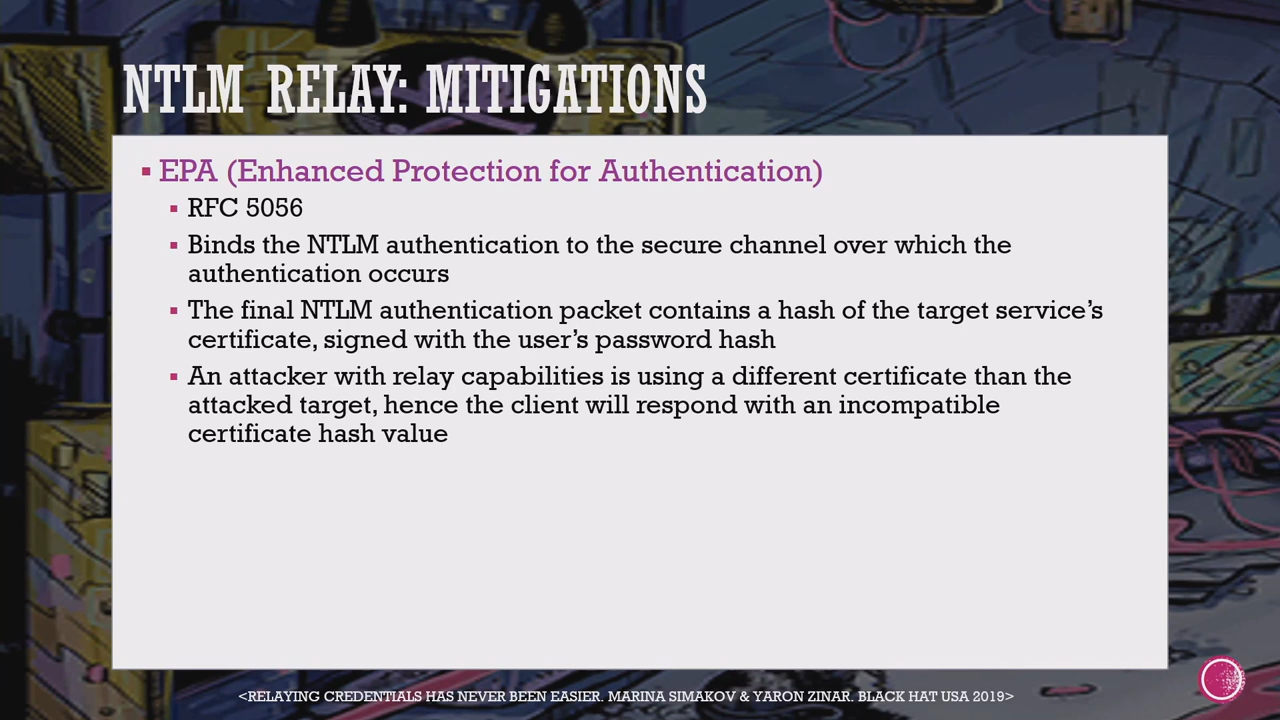 NTLM RELAY: MITIGATIONS
EPA (Enhanced Protection for Authentication)
RFC 5056
Binds the NTLM authentication to the secure channel over which the
authentication occurs
The final NTLM authentication packet contains a hash of the target service’s
certificate, signed with the user’s password hash
An attacker with relay capabilities is using a different certificate than the
attacked target, hence the client will respond with an incompatible
certificate hash value
<RELAYING CREDENTIALS HAS NEVER BEEN EASIER. MARINA SIMAKOV & YARON ZINAR. BLACK HAT USA 2019>